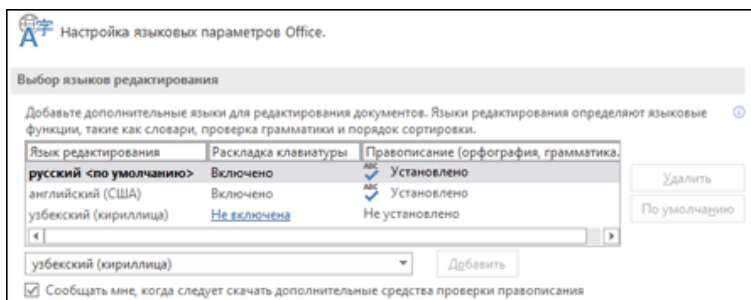 Настройка языковых параметров Office.
Выбор языков редактирования
Добавьте дополнительные языки для редактирования документов. Языки редактирования определяют языковые
функции, такие как словари, проверка грамматики и порядок сортировки.
Язык редактирования Раскладка клавиатуры Правописание (орфография, грамматика.
русский <по умолчанию> Включено ABC Установлено
английский (США) Включено ABC Установлено
узбекский (кириллица) Не включена Не установлено
Удалить
По умолчанию
узбекский (кириллица) Добавить
Сообщать мне, когда следует скачать дополнительные средства проверки правописания